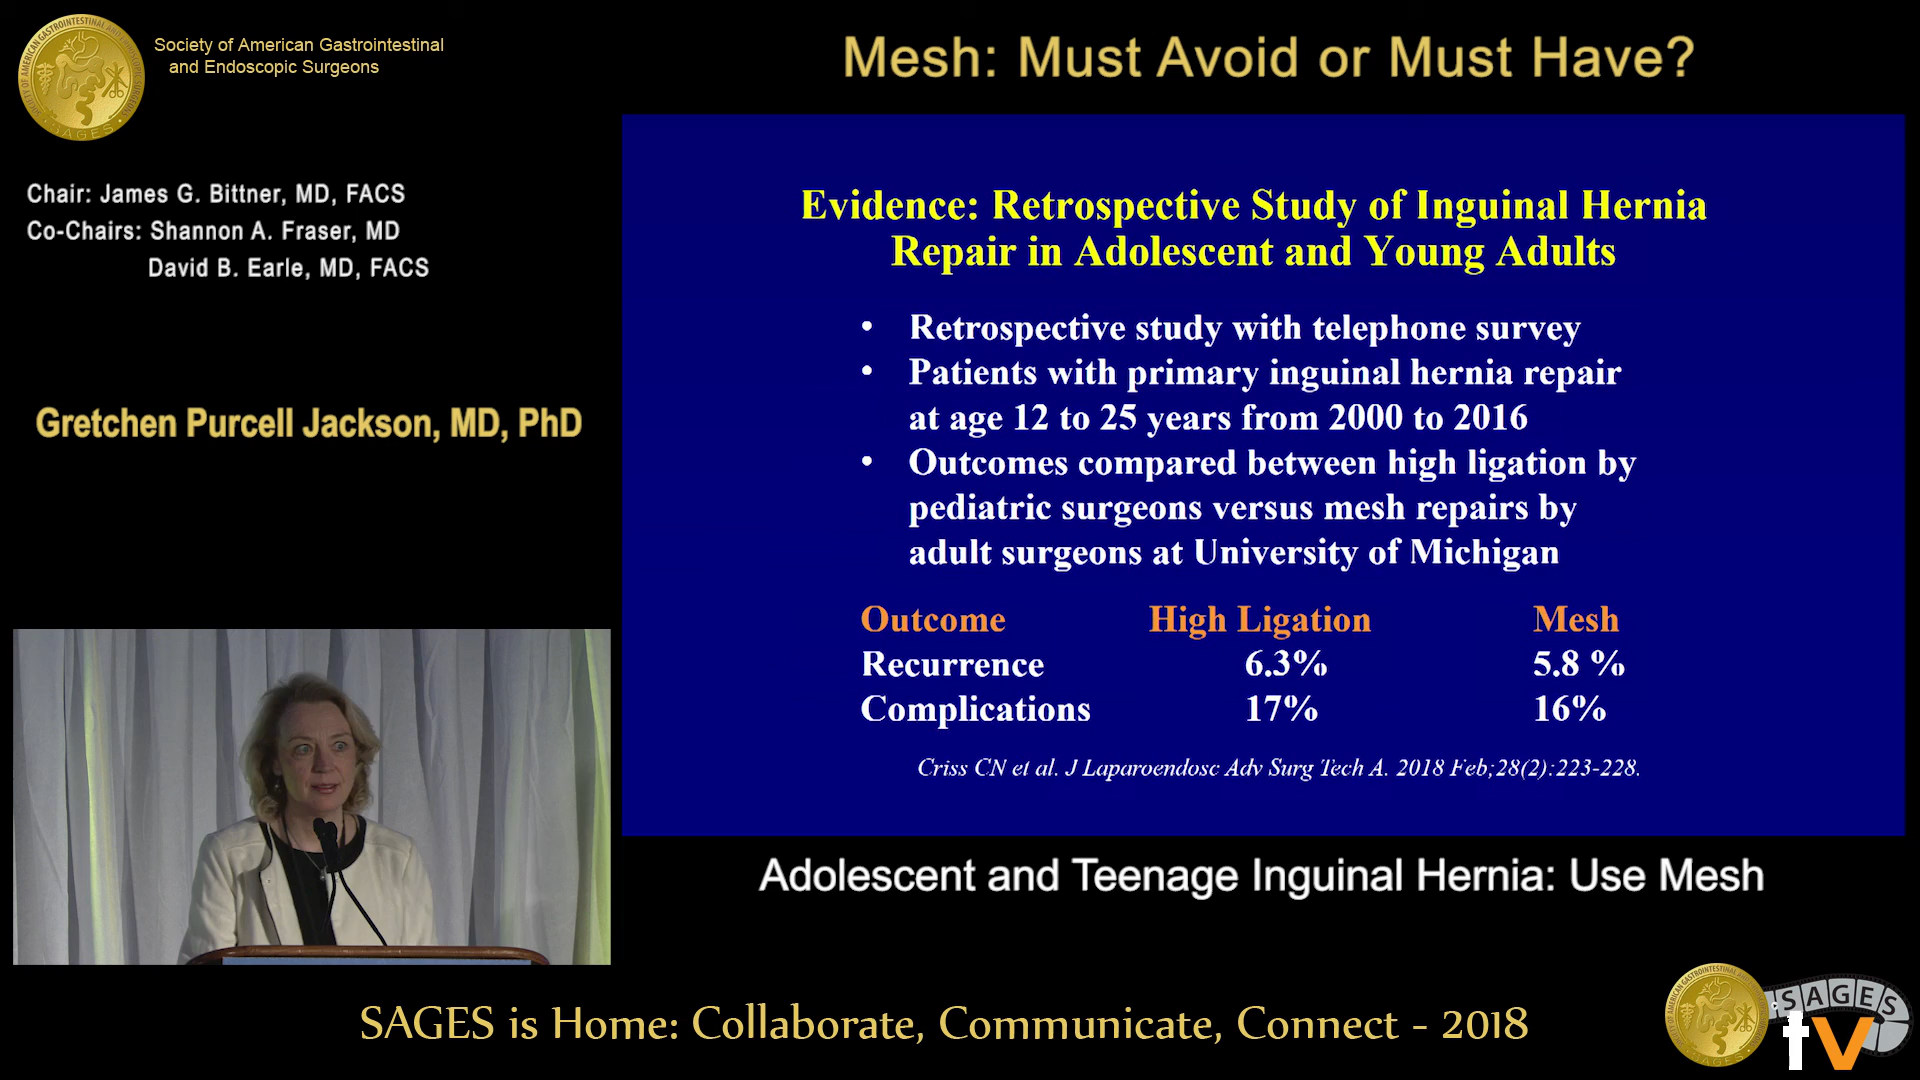 Society of American Gastrointestinal
and Endoscopic Surgeons
Mesh: Must Avoid or Must Have?
Chair: James G. Bittner, MD, FACS
Co-Chairs: Shannon A. Fraser, MD
David B. Earle, MD, FACS
Gretchen Purcell Jackson, MD, PhD
Evidence: Retrospective Study of Inguinal Hernia
Repair in Adolescent and Young Adults
• Retrospective study with telephone survey
• Patients with primary inguinal hernia repair
at age 12 to 25 years from 2000 to 2016
• Outcomes compared between high ligation by
pediatric surgeons versus mesh repairs by
adult surgeons at University of Michigan
Outcome High Ligation Mesh
Recurrence 6.3% 5.8 %
Complications 17% 16%
Criss CN et al. J Laparoendosc Adv Surg Tech A. 2018 Feb;28(2):223-228.
Adolescent and Teenage Inguinal Hernia: Use Mesh
SAGES is Home: Collaborate, Communicate, Connect - 2018
SAGES
tv